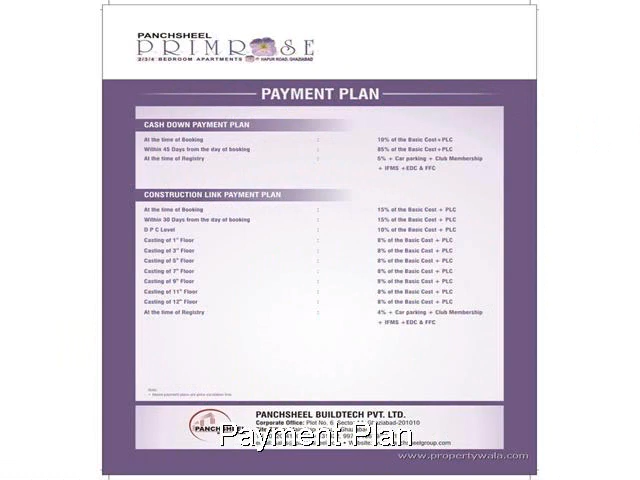 PANCHSHEEL
PRIMROSE
2/3/4 BEDROOM APARTMENTS HAPUR ROAD, GHAZIABAD
PAYMENT PLAN
CASH DOWN PAYMENT PLAN
At the time of Booking : 10% of the Basic Cost+PLC
Within 45 Days from the day of booking : 85% of the Basic Cost+PLC
At the time of Registry : 5% + Car parking + Club Membership
+ IFMS +EDC & FFC
CONSTRUCTION LINK PAYMENT PLAN
At the time of Booking : 15% of the Basic Cost + PLC
Within 30 Days from the day of booking : 15% of the Basic Cost + PLC
D P C Level : 10% of the Basic Cost + PLC
Casting of 1st Floor : 8% of the Basic Cost + PLC
Casting of 3rd Floor : 8% of the Basic Cost + PLC
Casting of 5th Floor : 8% of the Basic Cost + PLC
Casting of 7th Floor : 8% of the Basic Cost + PLC
Casting of 9th Floor : 8% of the Basic Cost + PLC
Casting of 11th Floor : 8% of the Basic Cost + PLC
Casting of 12th Floor : 8% of the Basic Cost + PLC
At the time of Registry : 4% + Car parking + Club Membership
+ IFMS +EDC & FFC
Note:
PANCHSHEEL BUILDTECH PVT. LTD.
Corporate Office: Plot No. 6 Ghaziabad-201010
PANCHSHEEL
Payment Plan
www.propertywala.com